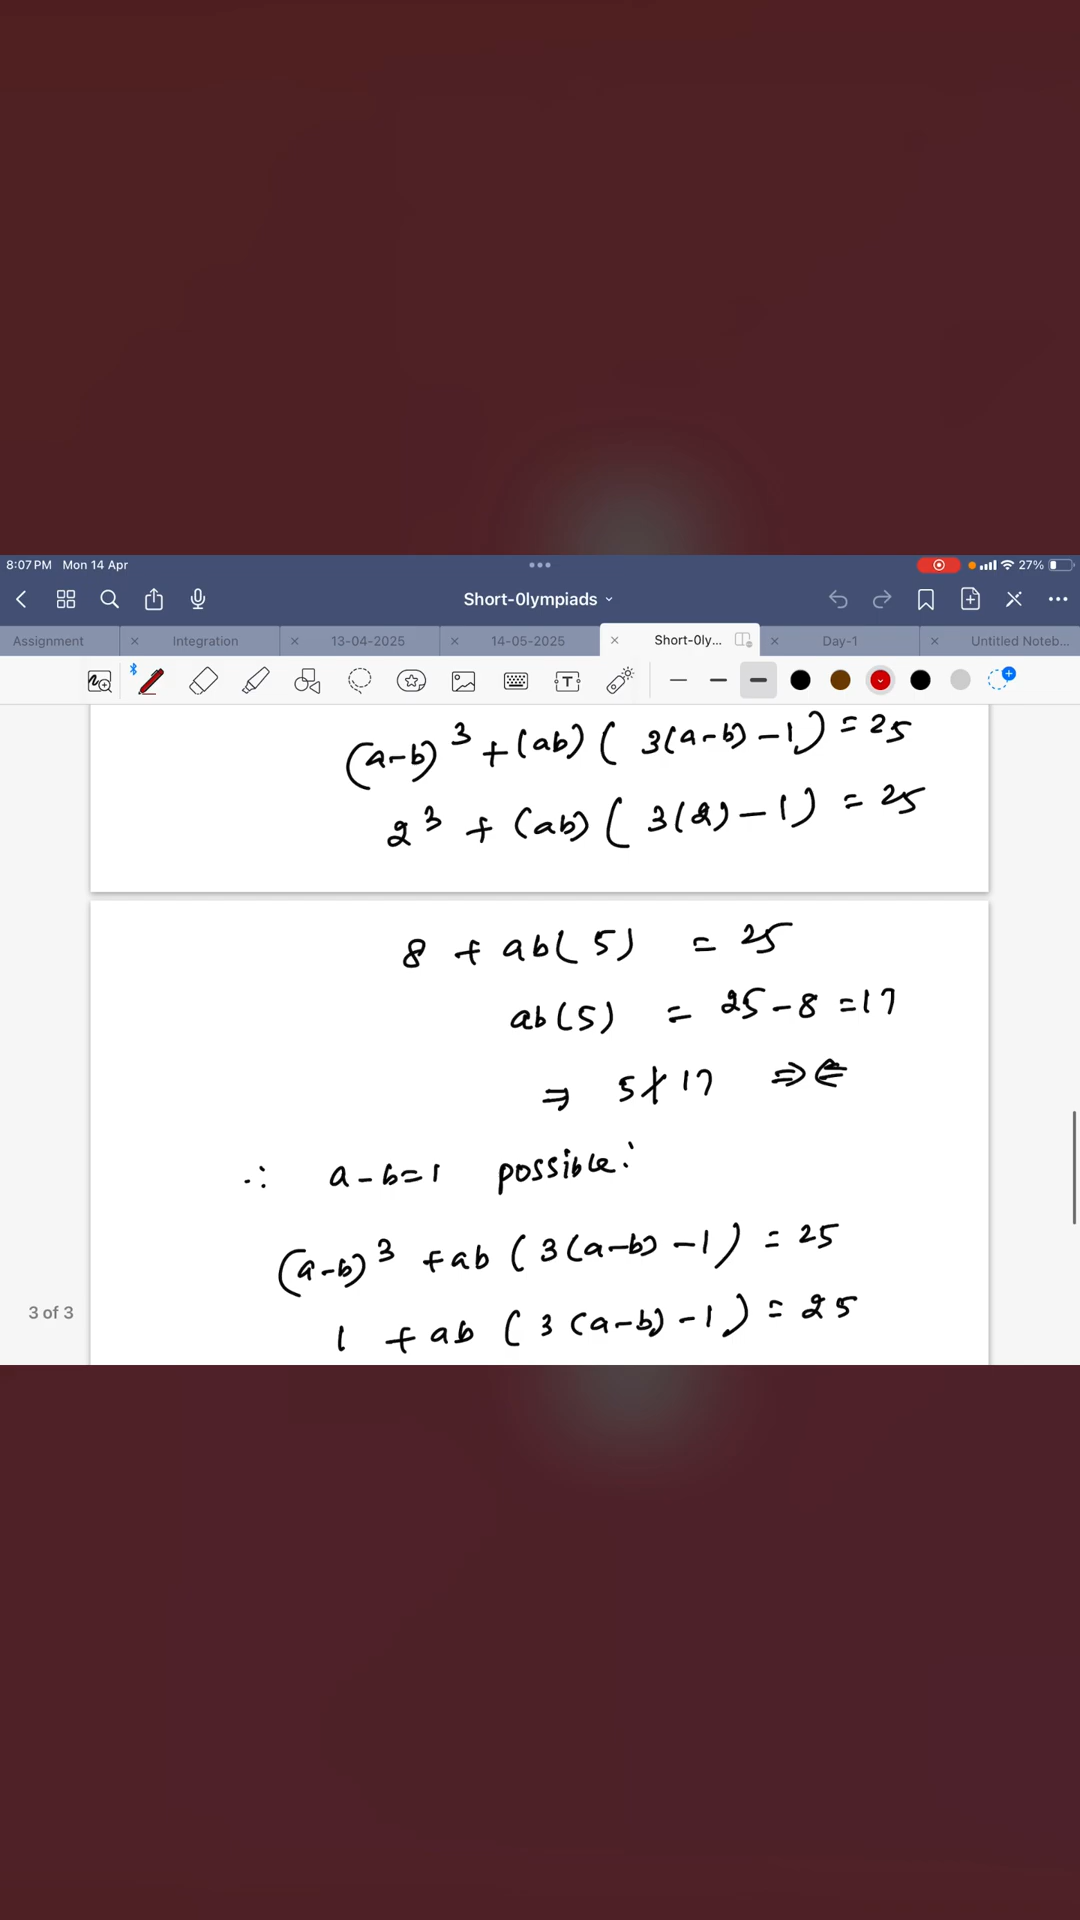 8:07 PM Mon 14 Apr
27%
Short-Olympiads
Assignment
Integration
13-04-2025
14-05-2025
Short-Oly...
Day-1
Untitled Noteb...
(a-b)³ + (ab) ( 3(a-b) - 1) = 25
2³ + (ab) ( 3(2) - 1) = 25
8 + ab( 5) = 25
ab (5) = 25 - 8 = 17
⇒ 5 ∤ 17 ⇒⇐
∴ a - b = 1 possible:
(a-b)³ + ab ( 3 (a-b) - 1) = 25
3 of 3
1 + ab ( 3 (a-b) - 1) = 25